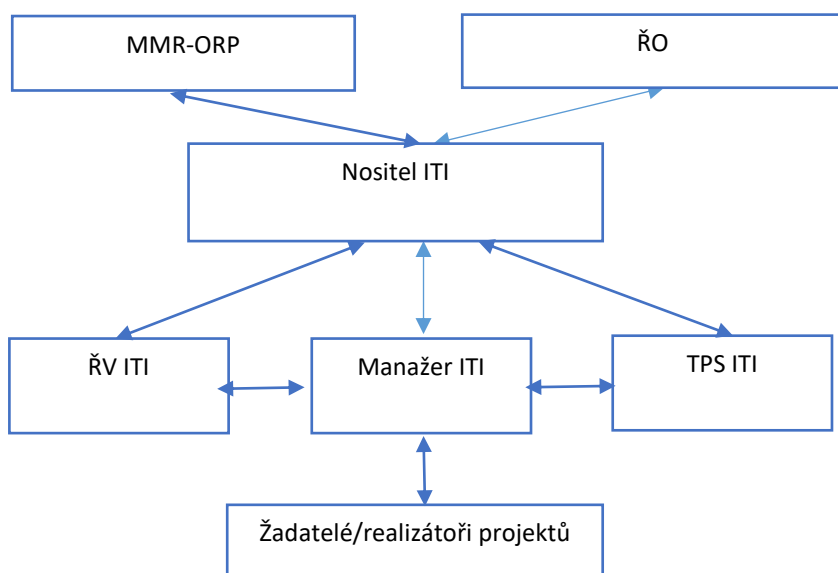 MMR-ORP
ŘO
Nositel ITI
ŘV ITI
Manažer ITI
TPS ITI
Žadatelé/realizátoři projektů